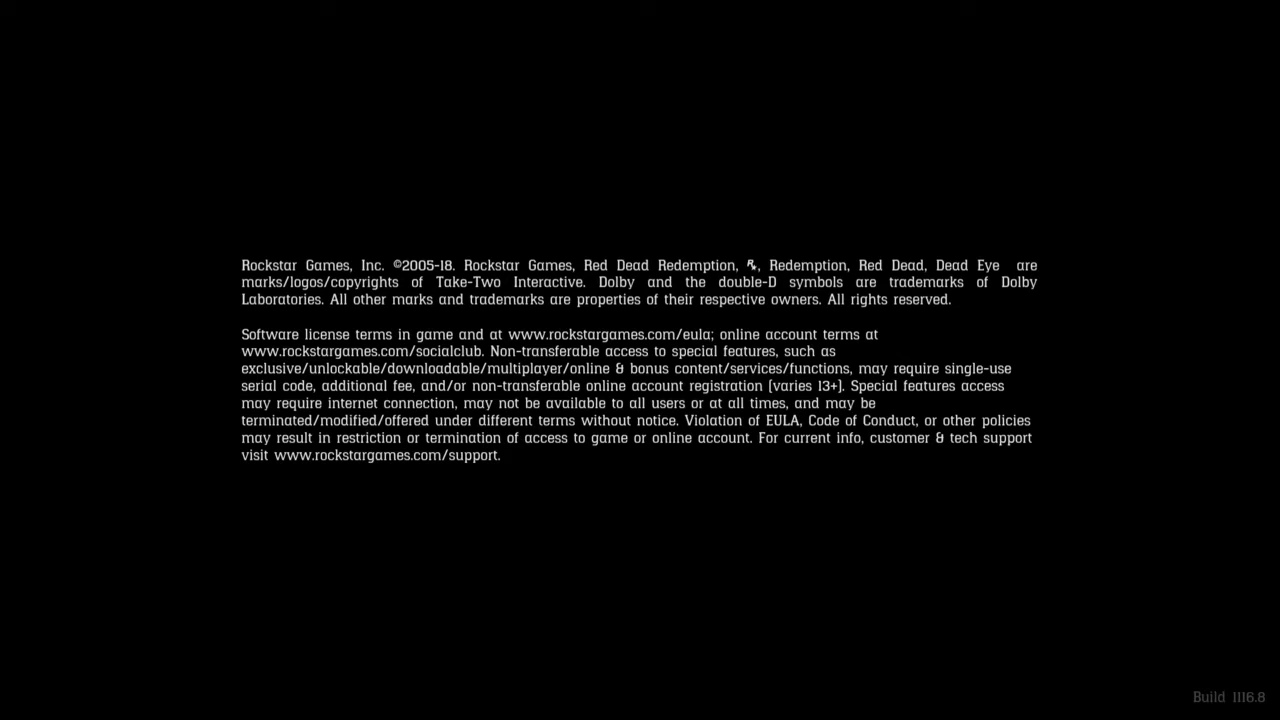 Rockstar Games, Inc. ©2005-18. Rockstar Games, Red Dead Redemption, R*, Redemption, Red Dead, Dead Eye are
marks/logos/copyrights of Take-Two Interactive. Dolby and the double-D symbols are trademarks of Dolby
Laboratories. All other marks and trademarks are properties of their respective owners. All rights reserved.
Software license terms in game and at www.rockstargames.com/eula; online account terms at
www.rockstargames.com/socialclub. Non-transferable access to special features, such as
exclusive/unlockable/downloadable/multiplayer/online & bonus content/services/functions, may require single-use
serial code, additional fee, and/or non-transferable online account registration (varies 13+). Special features access
may require internet connection, may not be available to all users or at all times, and may be
terminated/modified/offered under different terms without notice. Violation of EULA, Code of Conduct, or other policies
may result in restriction or termination of access to game or online account. For current info, customer & tech support
visit www.rockstargames.com/support.
Build 1116.8